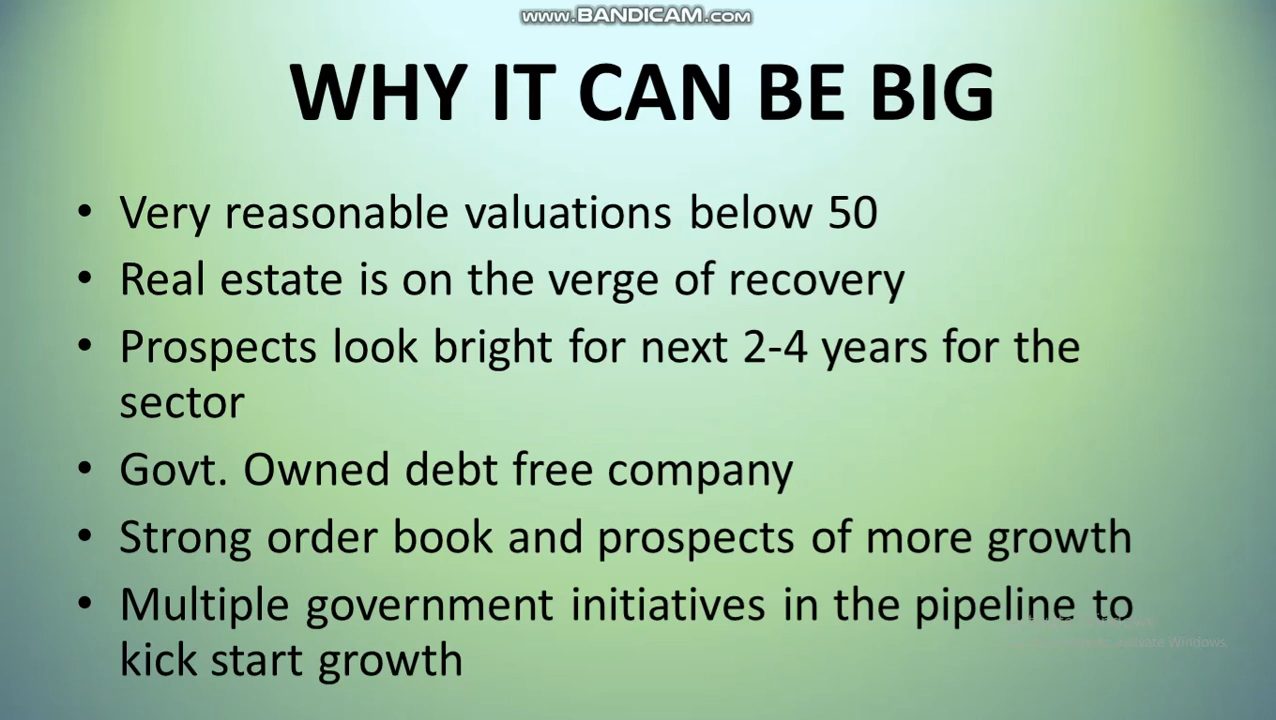 www.BANDICAM.com
WHY IT CAN BE BIG
• Very reasonable valuations below 50
• Real estate is on the verge of recovery
• Prospects look bright for next 2-4 years for the
sector
• Govt. Owned debt free company
• Strong order book and prospects of more growth
• Multiple government initiatives in the pipeline to
kick start growth
Windows.